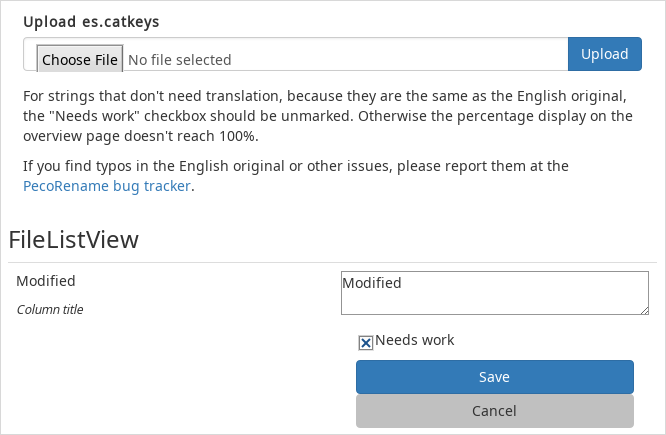 Upload es.catkeys
Choose File No file selected
Upload
For strings that don't need translation, because they are the same as the English original,
the "Needs work" checkbox should be unmarked. Otherwise the percentage display on the
overview page doesn't reach 100%.
If you find typos in the English original or other issues, please report them at the
PecoRename bug tracker.
FileListView
Modified
Column title
Modified
Needs work
Save
Cancel